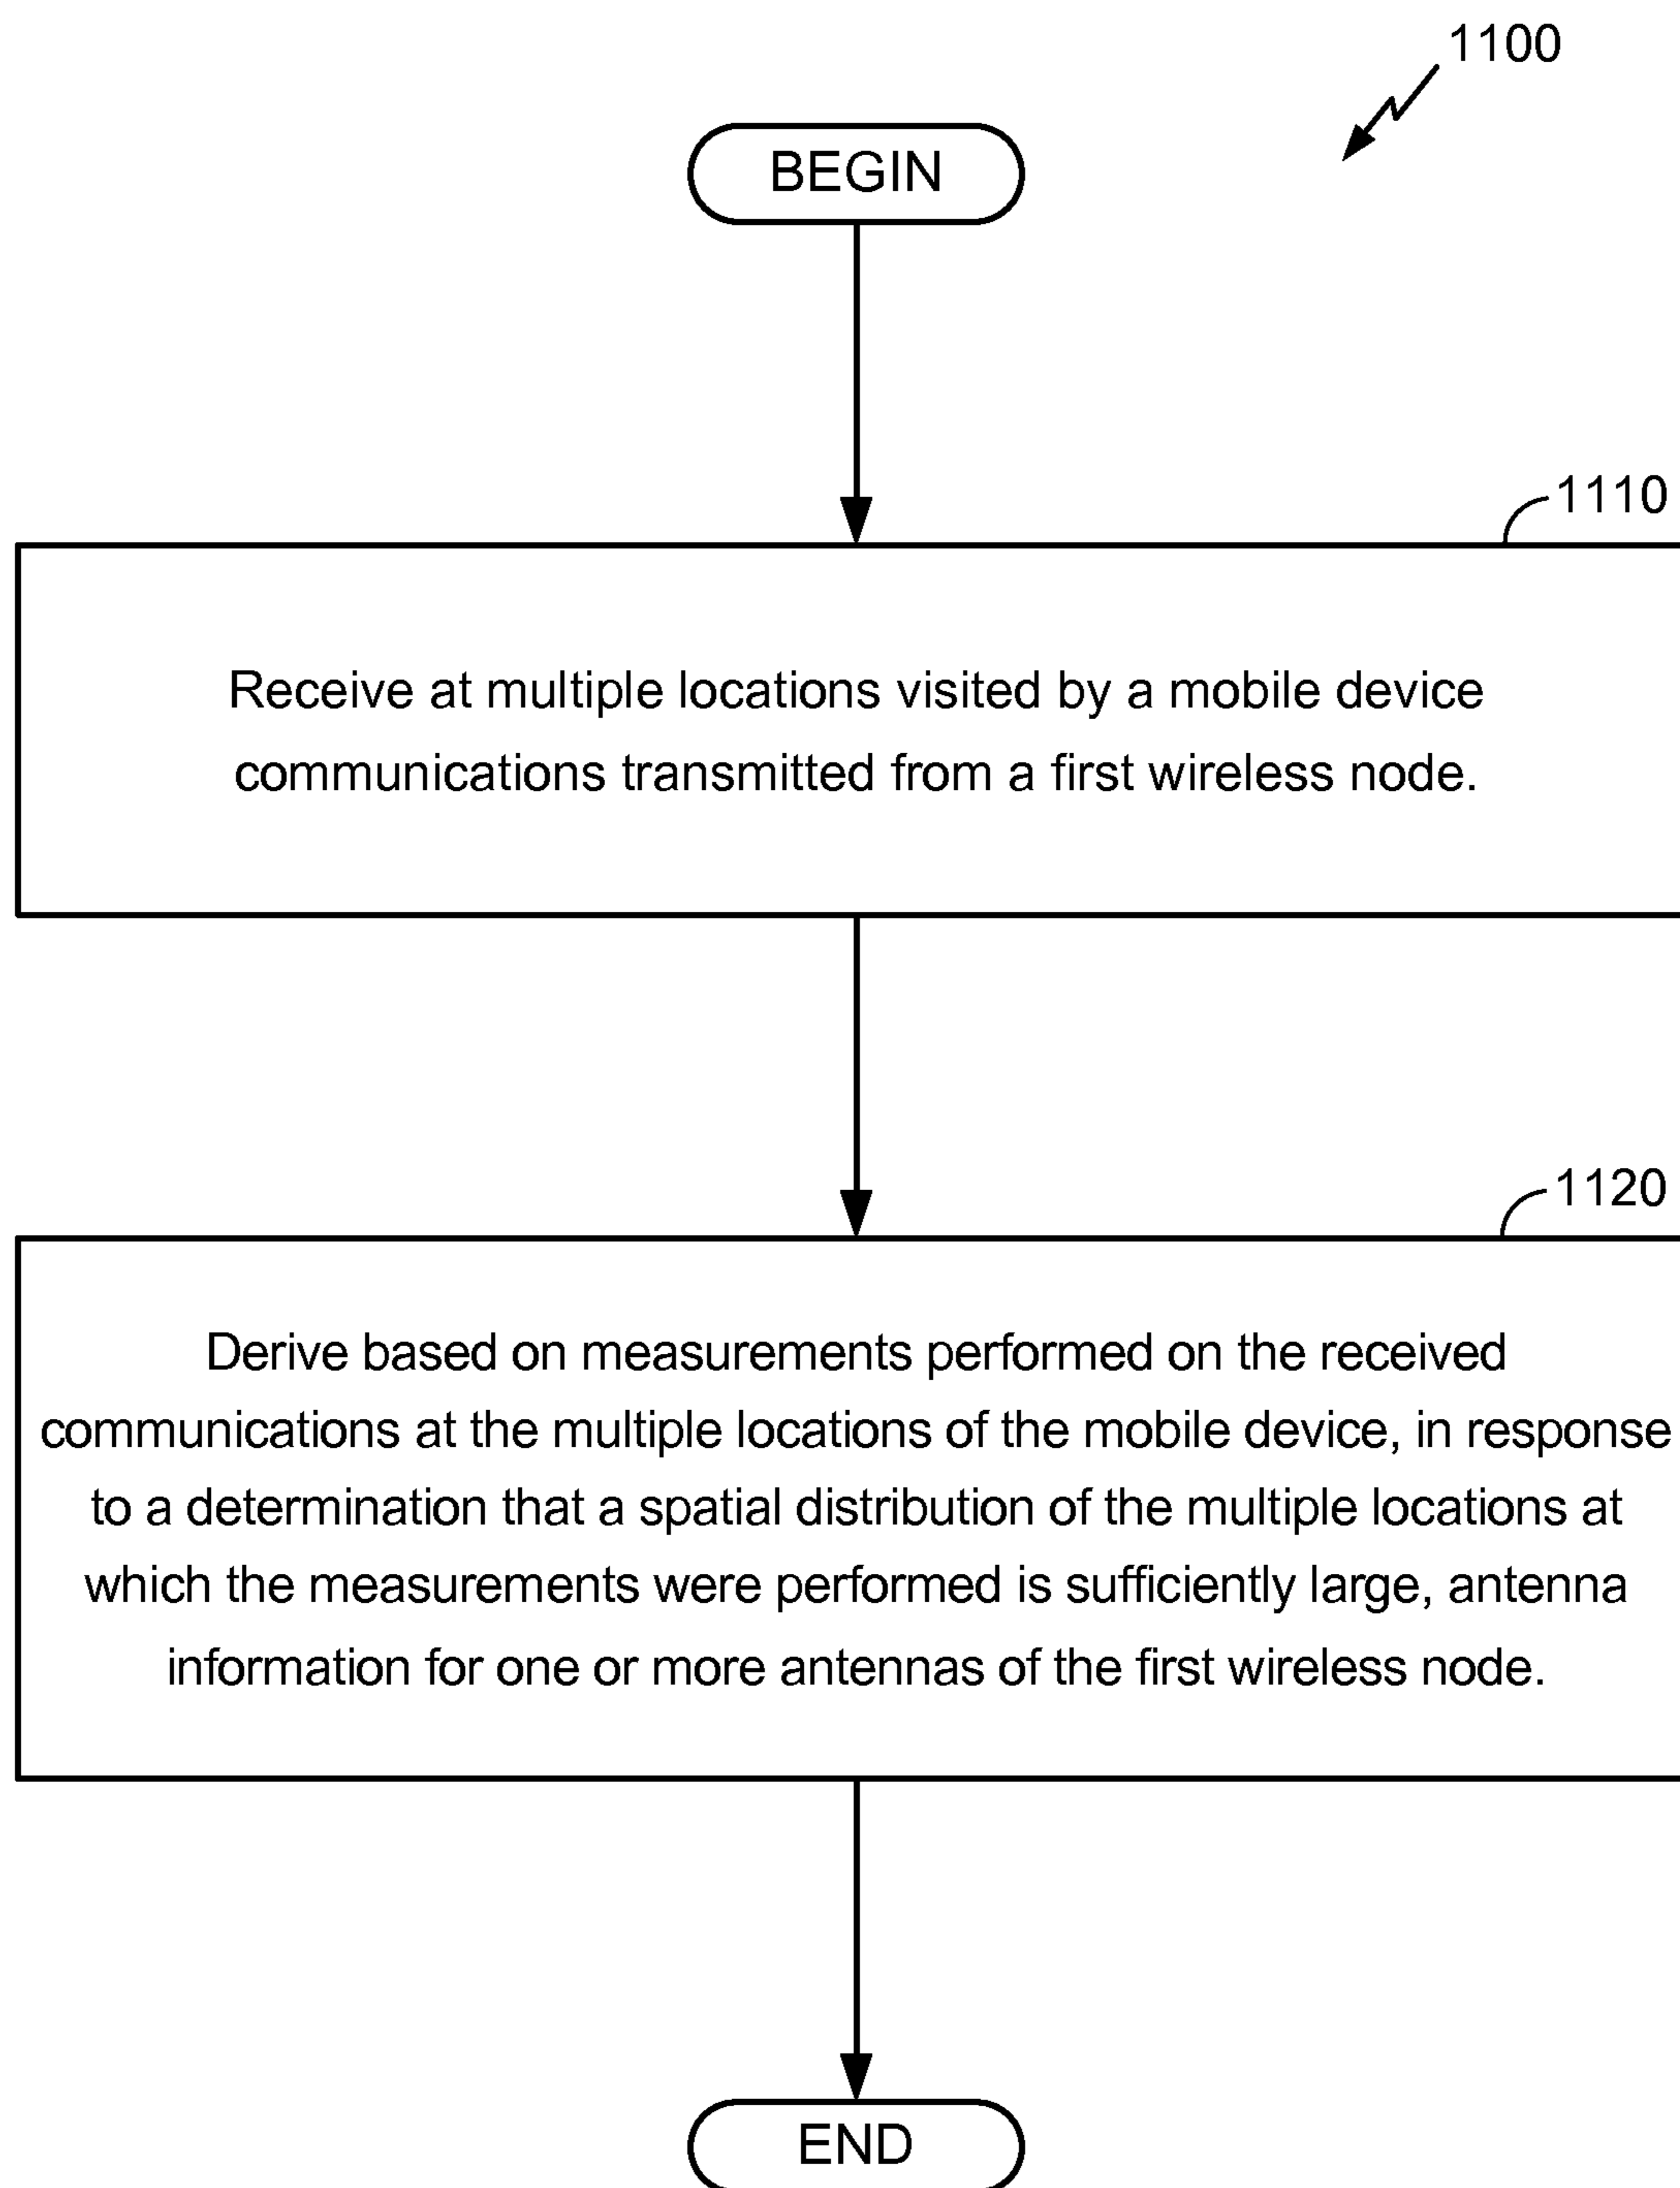 1100
BEGIN
1110
Receive at multiple locations visited by a mobile device
communications transmitted from a first wireless node.
1120
Derive based on measurements performed on the received
communications at the multiple locations of the mobile device, in response
to a determination that a spatial distribution of the multiple locations at
which the measurements were performed is sufficiently large, antenna
information for one or more antennas of the first wireless node.
END